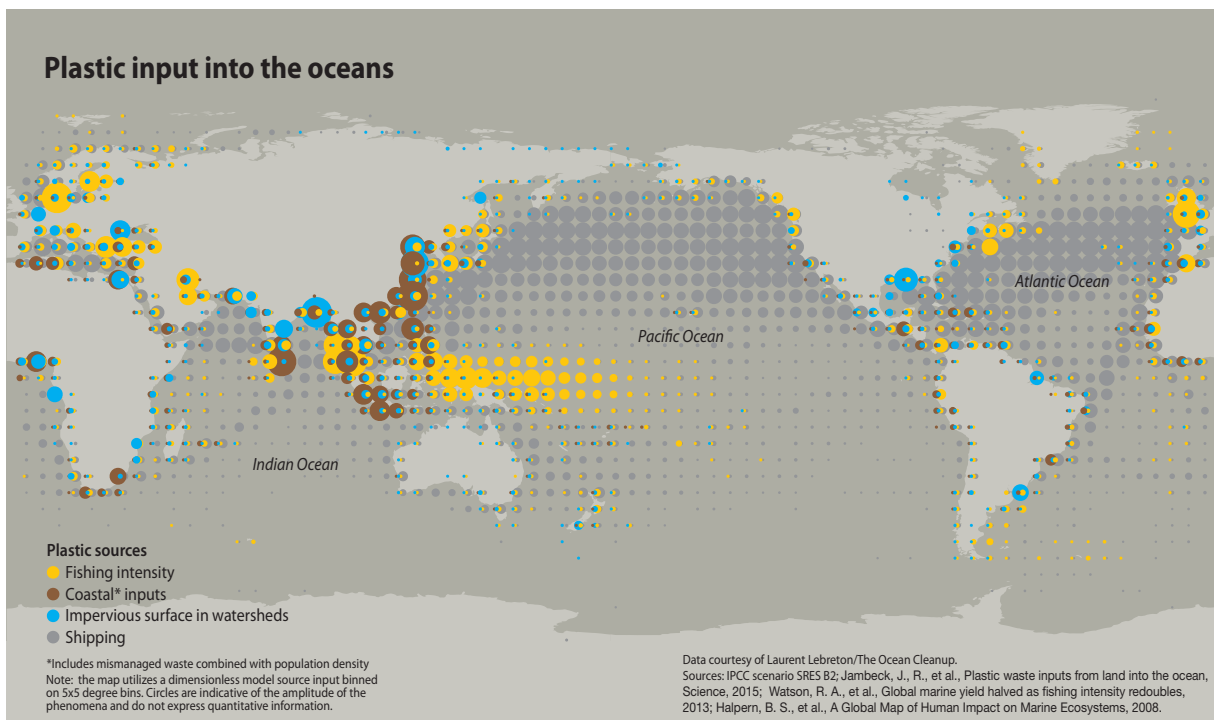 Plastic input into the oceans
Atlantic Ocean
Pacific Ocean
Indian Ocean
Plastic sources
Fishing intensity
Coastal* inputs
Impervious surface in watersheds
Shipping
*Includes mismanaged waste combined with population density
Note: the map utilizes a dimensionless model source input binned
on 5x5 degree bins. Circles are indicative of the amplitude of the
phenomena and do not express quantitative information.
Data courtesy of Laurent Lebreton/The Ocean Cleanup.
Sources: IPCC scenario SRES B2; Jambeck, J., R., et al., Plastic waste inputs from land into the ocean,
Science, 2015; Watson, R. A., et al., Global marine yield halved as fishing intensity redoubles,
2013; Halpern, B. S., et al., A Global Map of Human Impact on Marine Ecosystems, 2008.